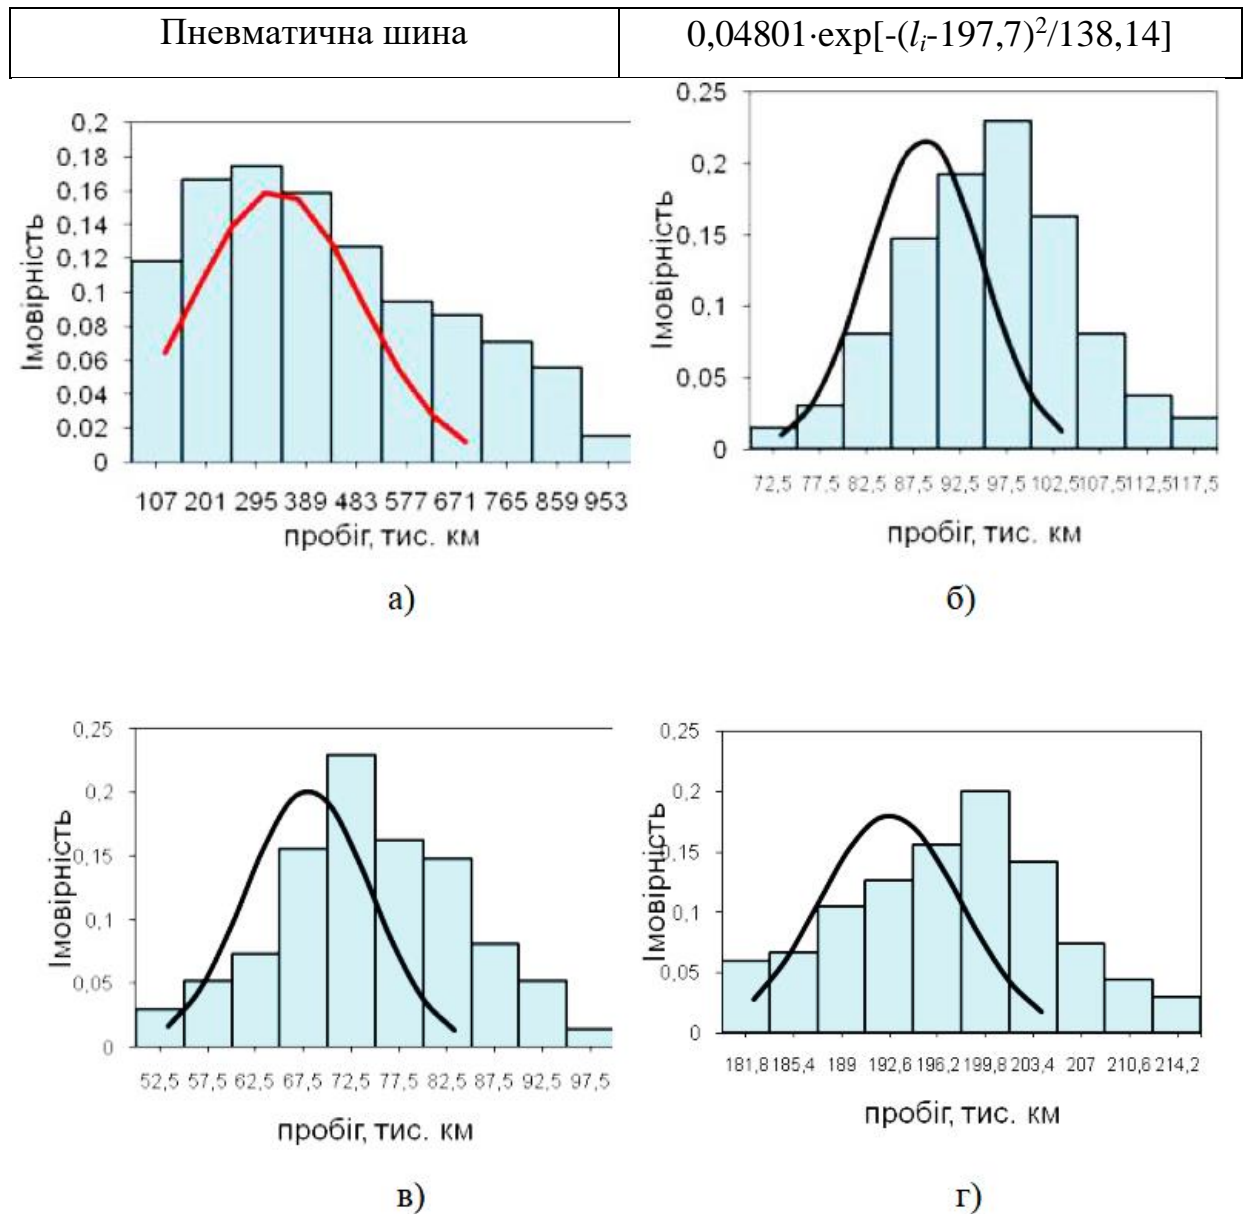 Пневматична шина
0,04801·exp[-(lᵢ-197,7)²/138,14]
0.2
0.18
0.16
0.14
0.12
0.1
0.08
0.06
0.04
0.02
0
Імовірність
107 201 295 389 483 577 671 765 859 953
пробіг, тис. км
а)
0,25
0,2
0,15
0,1
0,05
0
Імовірність
72,5 77,5 82,5 87,5 92,5 97,5 102,5 107,5 112,5 117,5
пробіг, тис. км
б)
0,25
0,2
0,15
0,1
0,05
0
Імовірність
52,5 57,5 62,5 67,5 72,5 77,5 82,5 87,5 92,5 97,5
пробіг, тис. км
в)
0,25
0,2
0,15
0,1
0,05
0
Імовірність
181,8 185,4 189 192,6 196,2 199,8 203,4 207 210,6 214,2
пробіг, тис. км
г)